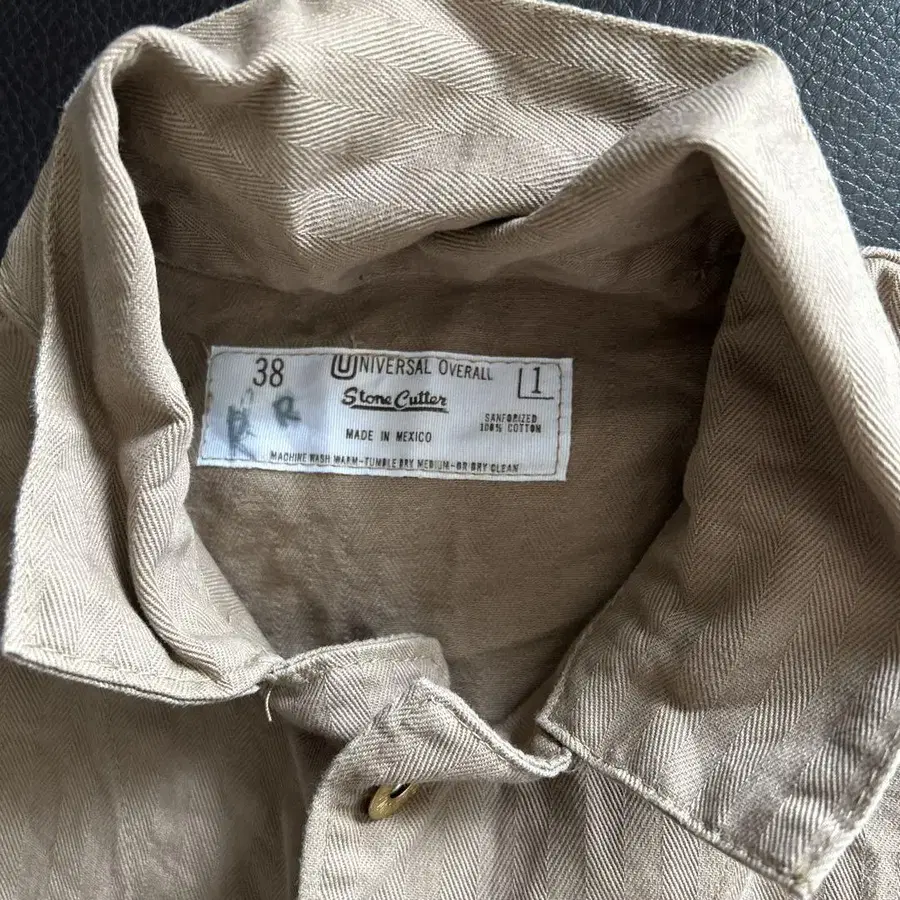 38 UNIVERSAL OVERALL 1
Stone Cutter
SANFORIZED
100% COTTON
MADE IN MEXICO
MACHINE WASH WARM-TUMBLE DRY MEDIUM-OR DRY CLEAN
R